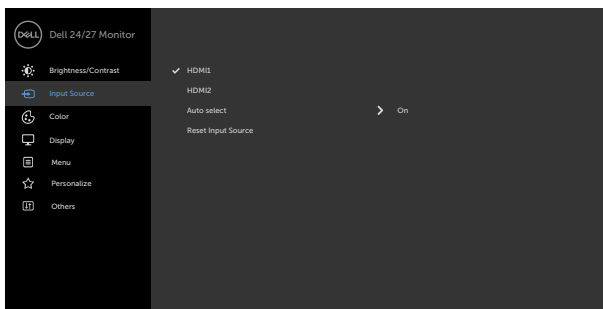 DELL Dell 24/27 Monitor
Brightness/Contrast
Input Source
Color
Display
Menu
Personalize
Others
HDMI1
HDMI2
Auto select On
Reset Input Source